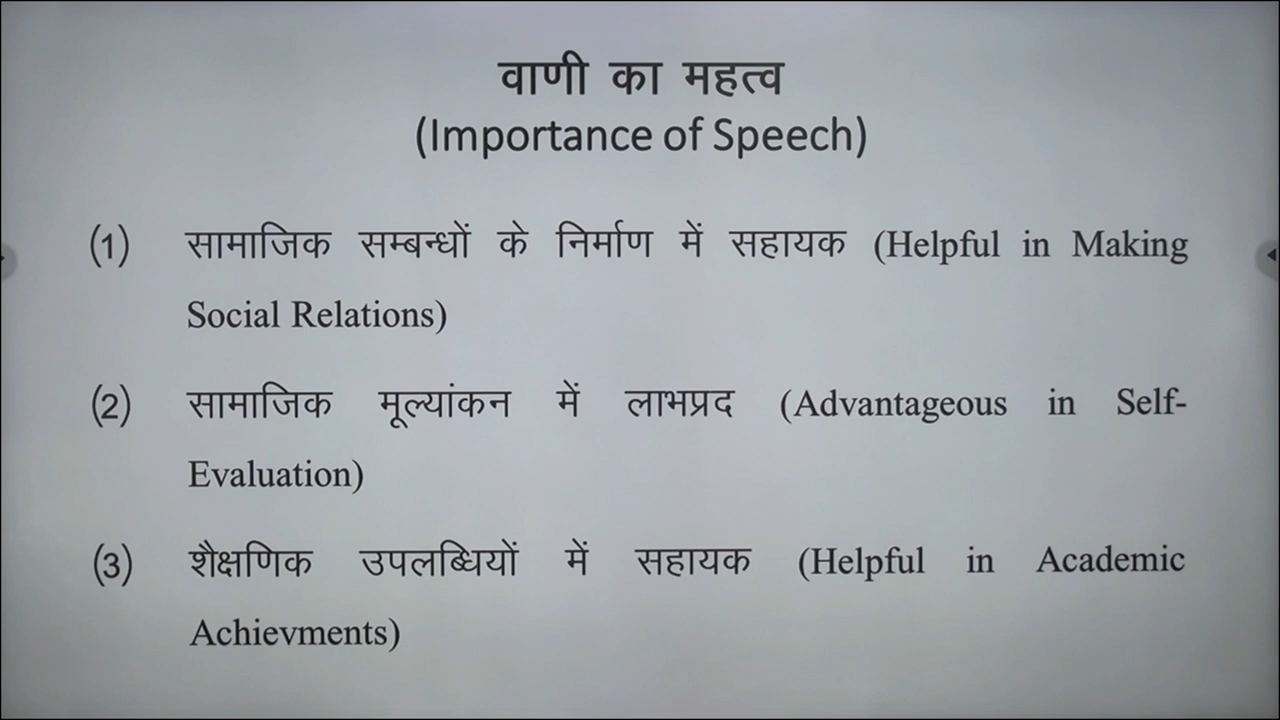 वाणी का महत्व
(Importance of Speech)
(1) सामाजिक सम्बन्धों के निर्माण में सहायक (Helpful in Making
Social Relations)
(2) सामाजिक मूल्यांकन में लाभप्रद (Advantageous in Self-
Evaluation)
(3) शैक्षणिक उपलब्धियों में सहायक (Helpful in Academic
Achievments)